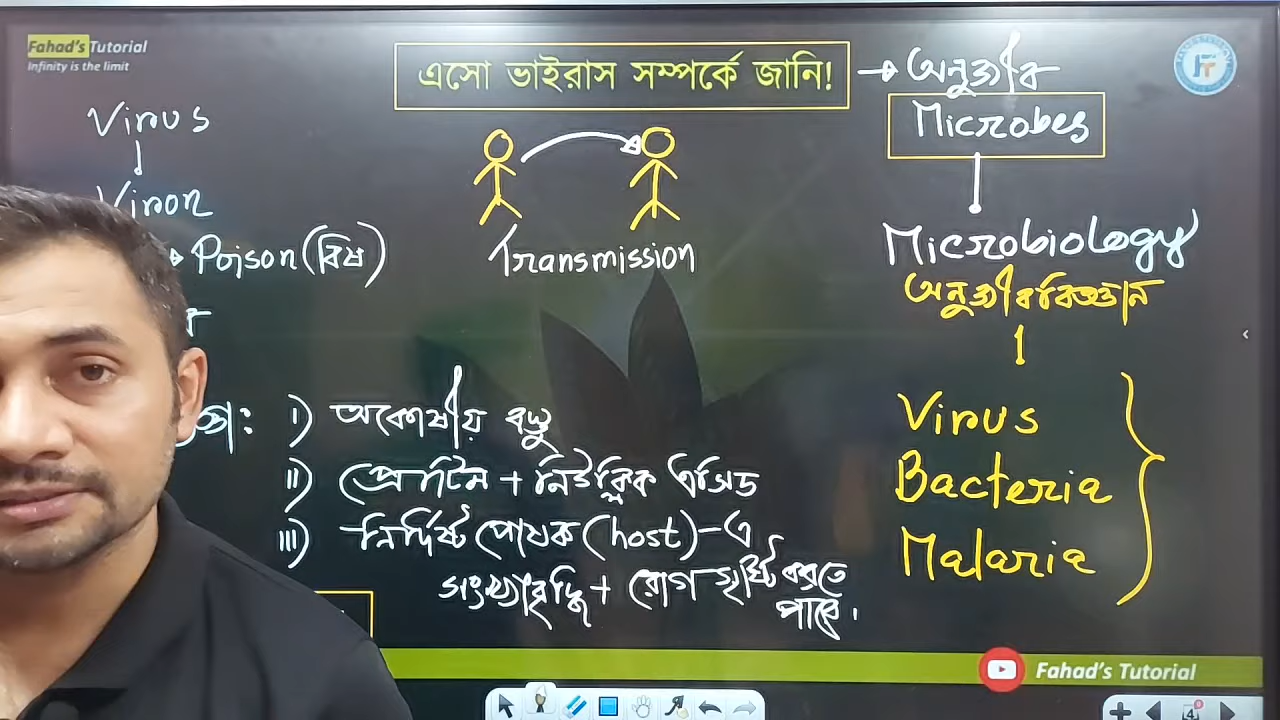 Fahad's Tutorial
Infinity is the limit
এসো ভাইরাস সম্পর্কে জানি!
অনুজীব
Microbes
Virus
Poison (বিষ)
Transmission
Microbiology
অনুজীববিজ্ঞান
i) অকোষীয় বস্তু
ii) প্রোটিন + নিউক্লিক এসিড
iii) নির্দিষ্ট পোষক (host)-এ
সংখ্যাবৃদ্ধি + রোগ সৃষ্টি করতে
পারে।
Virus
Bacteria
Malaria
Fahad's Tutorial